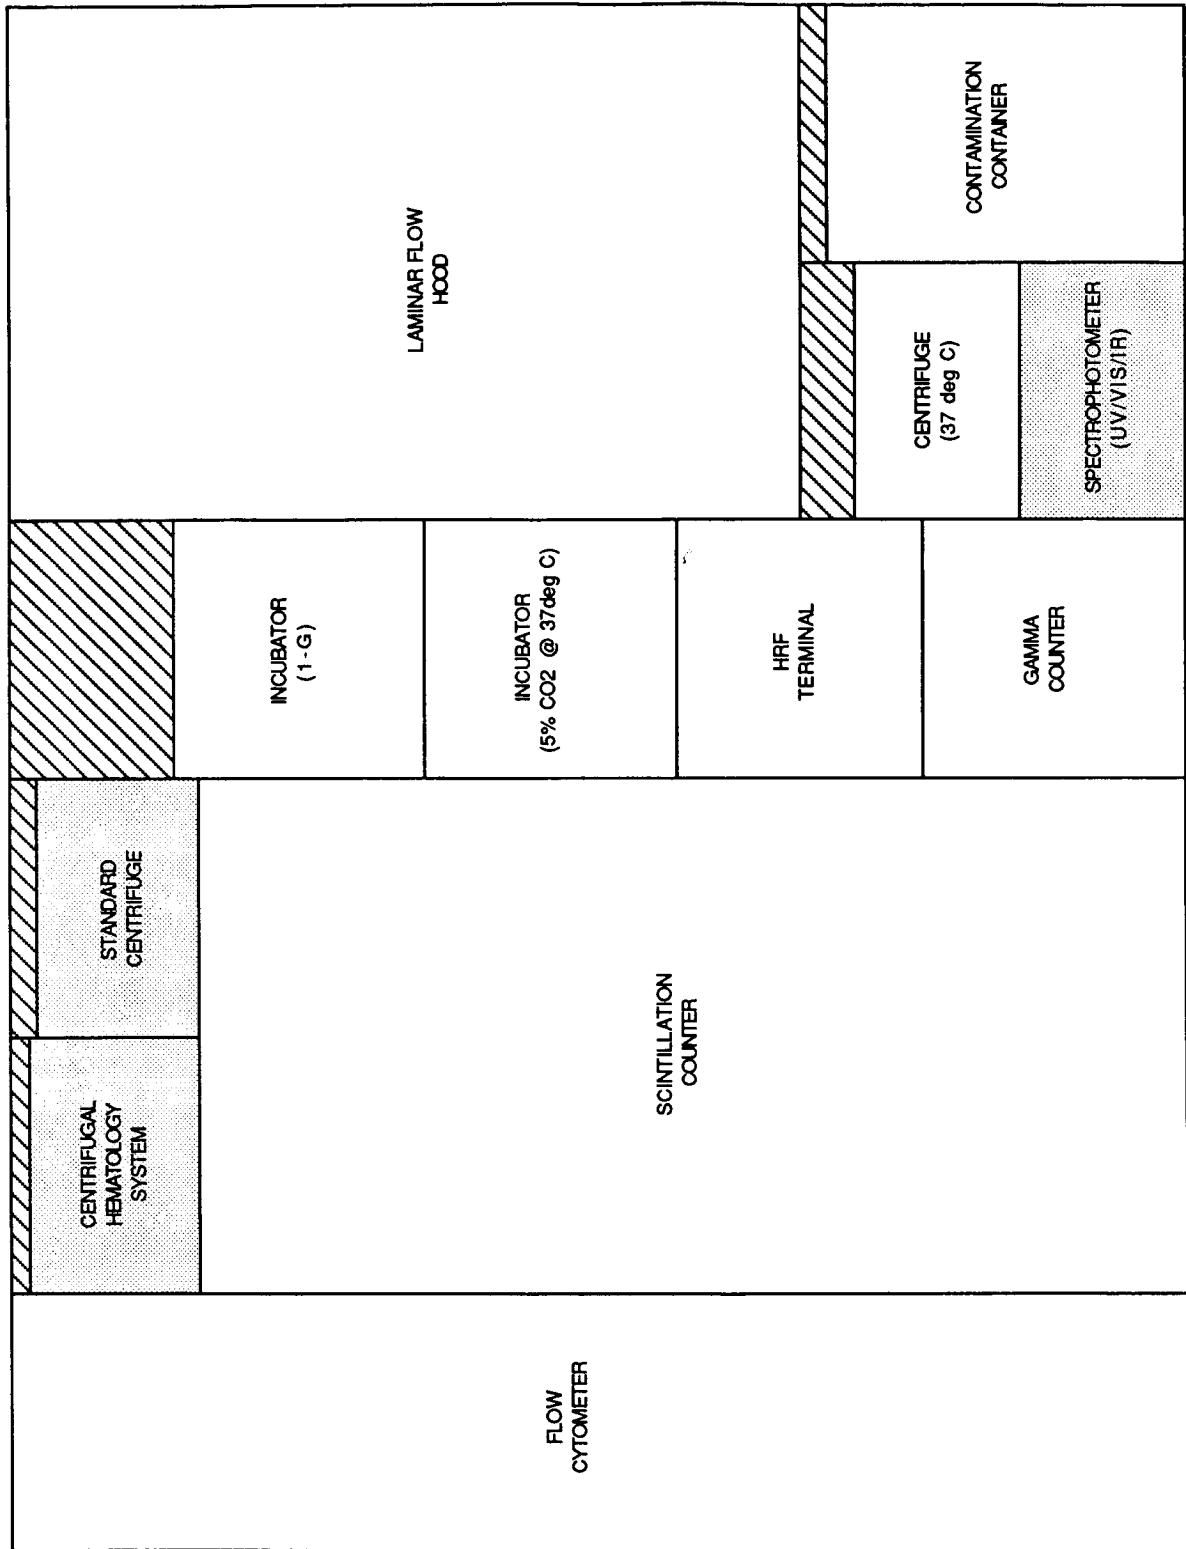 FLOW
CYTOMETER
CENTRIFUGAL
HEMATOLOGY
SYSTEM
STANDARD
CENTRIFUGE
SCINTILLATION
COUNTER
INCUBATOR
(1-G)
INCUBATOR
(5% CO2 @ 37deg C)
HRF
TERMINAL
GAMMA
COUNTER
LAMINAR FLOW
HOOD
CENTRIFUGE
(37 deg C)
SPECTROPHOTOMETER
(UV/VIS/IR)
CONTAMINATION
CONTAINER